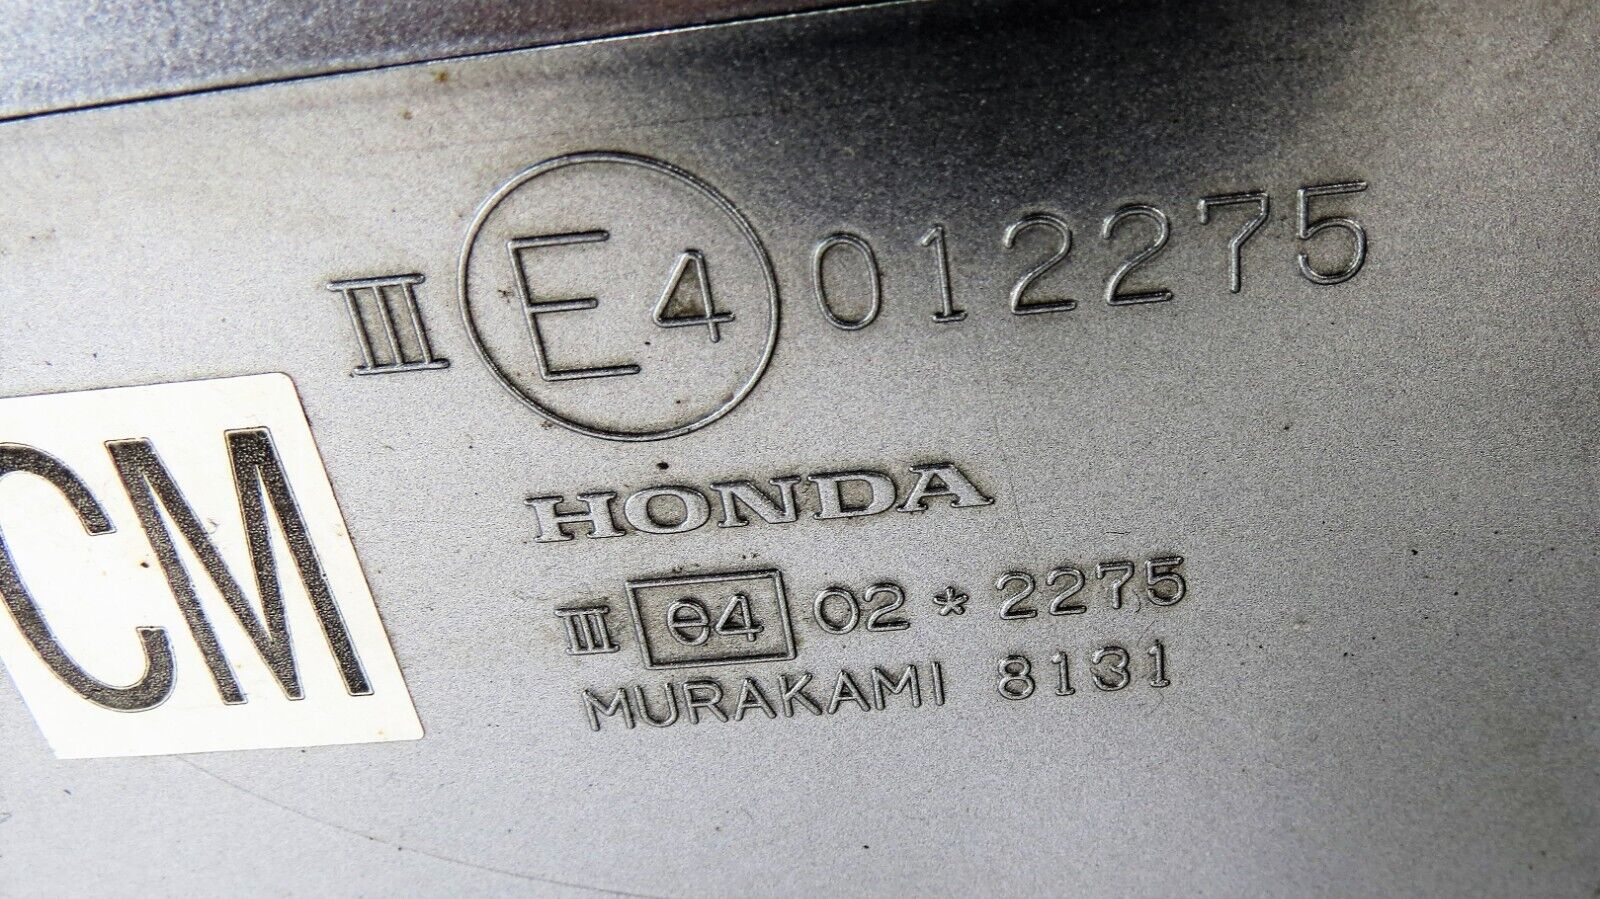 III E4 012275
CM
HONDA
III e4 02*2275
MURAKAMI 8131